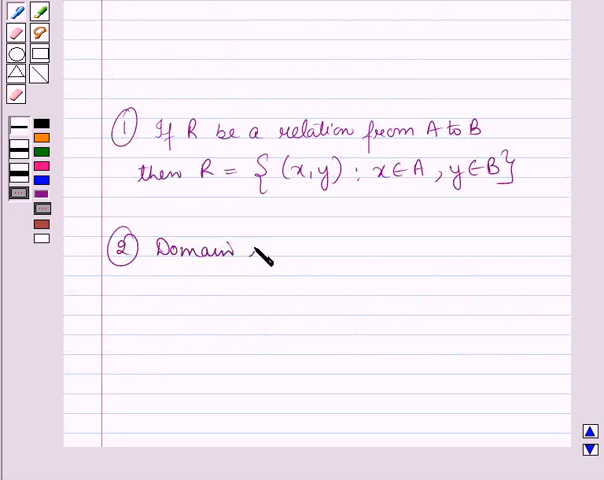 ① If R be a relation from A to B
then R = { (x,y) : x∈A , y∈B }
② Domain